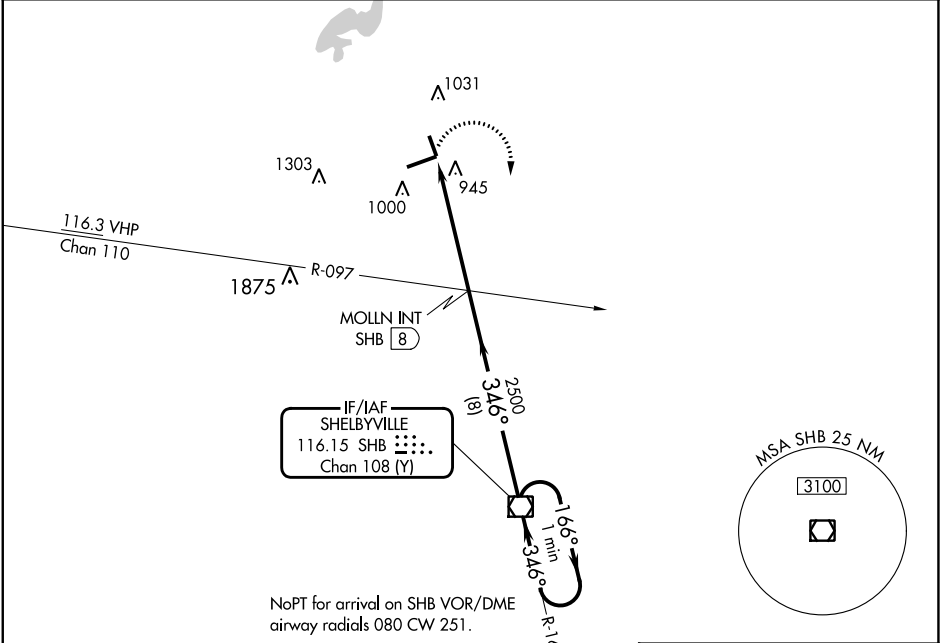 1031
1303
945
1000
116.3 VHP
Chan 110
R-097
1875
MOLLN INT
SHB 8
2500
346°
(8)
IF/IAF
SHELBYVILLE
116.15 SHB
Chan 108 (Y)
MSA SHB 25 NM
3100
166°
1 min
346°
NoPT for arrival on SHB VOR/DME
airway radials 080 CW 251.